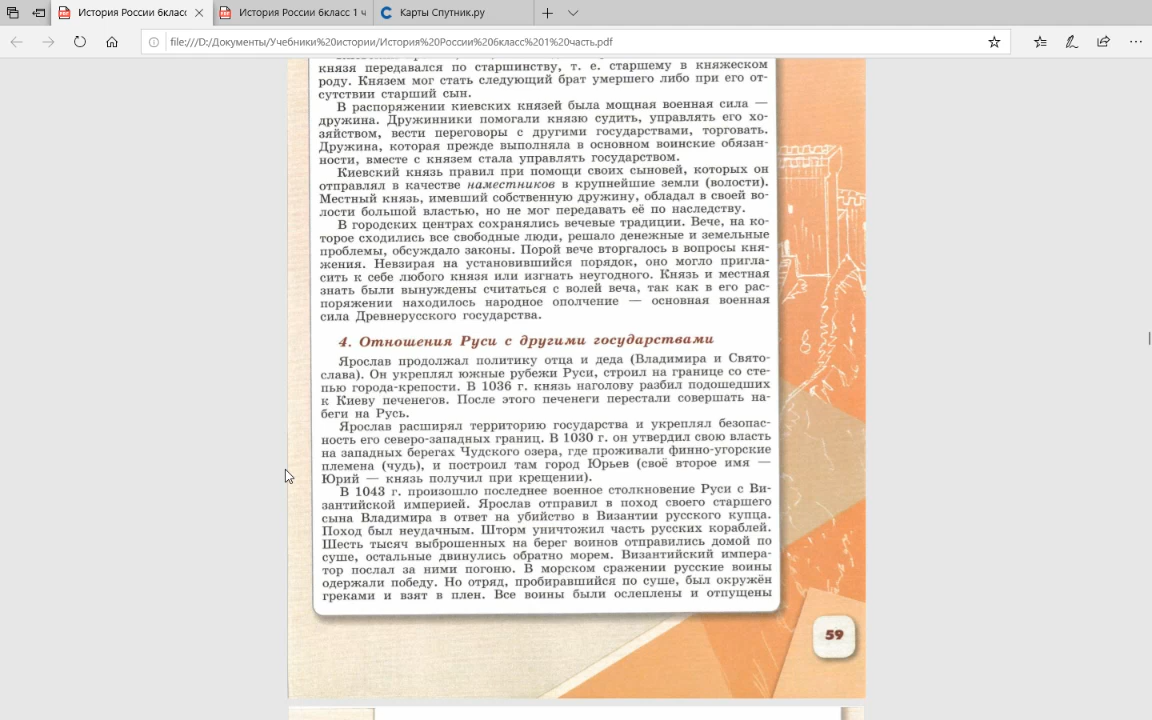 История России 6класс
История России 6класс 1 ч
Карты Спутник.ру
file:///D:/Документы/Учебники%20истории/История%20России%206класс%201%20часть.pdf
князя передавался по старшинству, т. е. старшему в княжеском
роду. Князем мог стать следующий брат умершего либо при его от-
сутствии старший сын.
В распоряжении киевских князей была мощная военная сила —
дружина. Дружинники помогали князю судить, управлять его хо-
зяйством, вести переговоры с другими государствами, торговать.
Дружина, которая прежде выполняла в основном воинские обязан-
ности, вместе с князем стала управлять государством.
Киевский князь правил при помощи своих сыновей, которых он
отправлял в качестве наместников в крупнейшие земли (волости).
Местный князь, имевший собственную дружину, обладал в своей во-
лости большой властью, но не мог передавать её по наследству.
В городских центрах сохранялись вечевые традиции. Вече, на ко-
торое сходились все свободные люди, решало денежные и земельные
проблемы, обсуждало законы. Порой вече вторгалось в вопросы кня-
жения. Невзирая на установившийся порядок, оно могло пригла-
сить к себе любого князя или изгнать неугодного. Князь и местная
знать были вынуждены считаться с волей веча, так как в его рас-
поряжении находилось народное ополчение — основная военная
сила Древнерусского государства.
4. Отношения Руси с другими государствами
Ярослав продолжал политику отца и деда (Владимира и Свято-
слава). Он укреплял южные рубежи Руси, строил на границе со сте-
пью города-крепости. В 1036 г. князь наголову разбил подошедших
к Киеву печенегов. После этого печенеги перестали совершать на-
беги на Русь.
Ярослав расширял территорию государства и укреплял безопас-
ность его северо-западных границ. В 1030 г. он утвердил свою власть
на западных берегах Чудского озера, где проживали финно-угорские
племена (чудь), и построил там город Юрьев (своё второе имя —
Юрий — князь получил при крещении).
В 1043 г. произошло последнее военное столкновение Руси с Ви-
зантийской империей. Ярослав отправил в поход своего старшего
сына Владимира в ответ на убийство в Византии русского купца.
Поход был неудачным. Шторм уничтожил часть русских кораблей.
Шесть тысяч выброшенных на берег воинов отправились домой по
суше, остальные двинулись обратно морем. Византийский импера-
тор послал за ними погоню. В морском сражении русские воины
одержали победу. Но отряд, пробиравшийся по суше, был окружён
греками и взят в плен. Все воины были ослеплены и отпущены
59